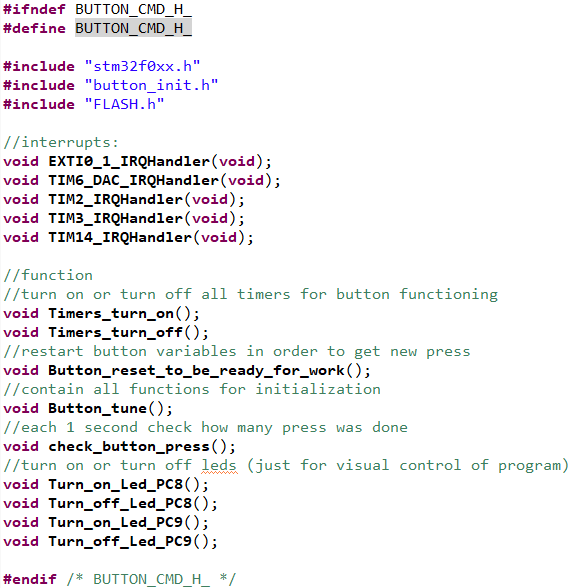 #ifndef BUTTON_CMD_H_
#define BUTTON_CMD_H_
#include "stm32f0xx.h"
#include "button_init.h"
#include "FLASH.h"
//interrupts:
void EXTI0_1_IRQHandler(void);
void TIM6_DAC_IRQHandler(void);
void TIM2_IRQHandler(void);
void TIM3_IRQHandler(void);
void TIM14_IRQHandler(void);
//function
//turn on or turn off all timers for button functioning
void Timers_turn_on();
void Timers_turn_off();
//restart button variables in order to get new press
void Button_reset_to_be_ready_for_work();
//contain all functions for initialization
void Button_tune();
//each 1 second check how many press was done
void check_button_press();
//turn on or turn off leds (just for visual control of program)
void Turn_on_Led_PC8();
void Turn_off_Led_PC8();
void Turn_on_Led_PC9();
void Turn_off_Led_PC9();
#endif /* BUTTON_CMD_H_ */